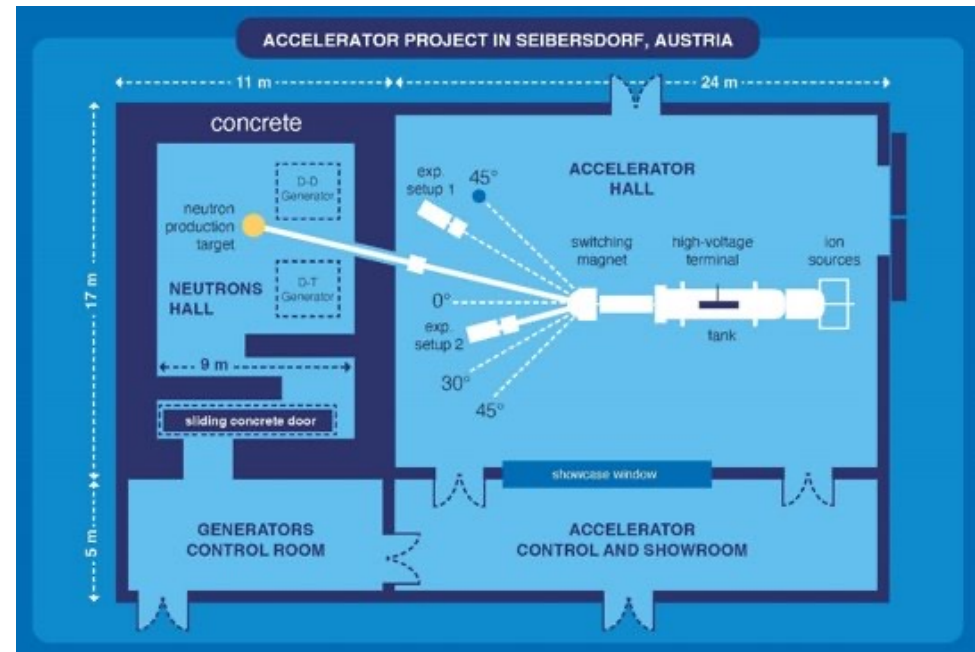 ACCELERATOR PROJECT IN SEIBERSDORF, AUSTRIA
11 m
24 m
concrete
17 m
5 m
D-D
Generator
neutron
production
target
NEUTRONS
HALL
D-T
Generator
9 m
sliding concrete door
exp.
setup 1
45°
ACCELERATOR
HALL
switching
magnet
high-voltage
terminal
ion
sources
0°
exp.
setup 2
tank
30°
45°
showcase window
GENERATORS
CONTROL ROOM
ACCELERATOR
CONTROL AND SHOWROOM